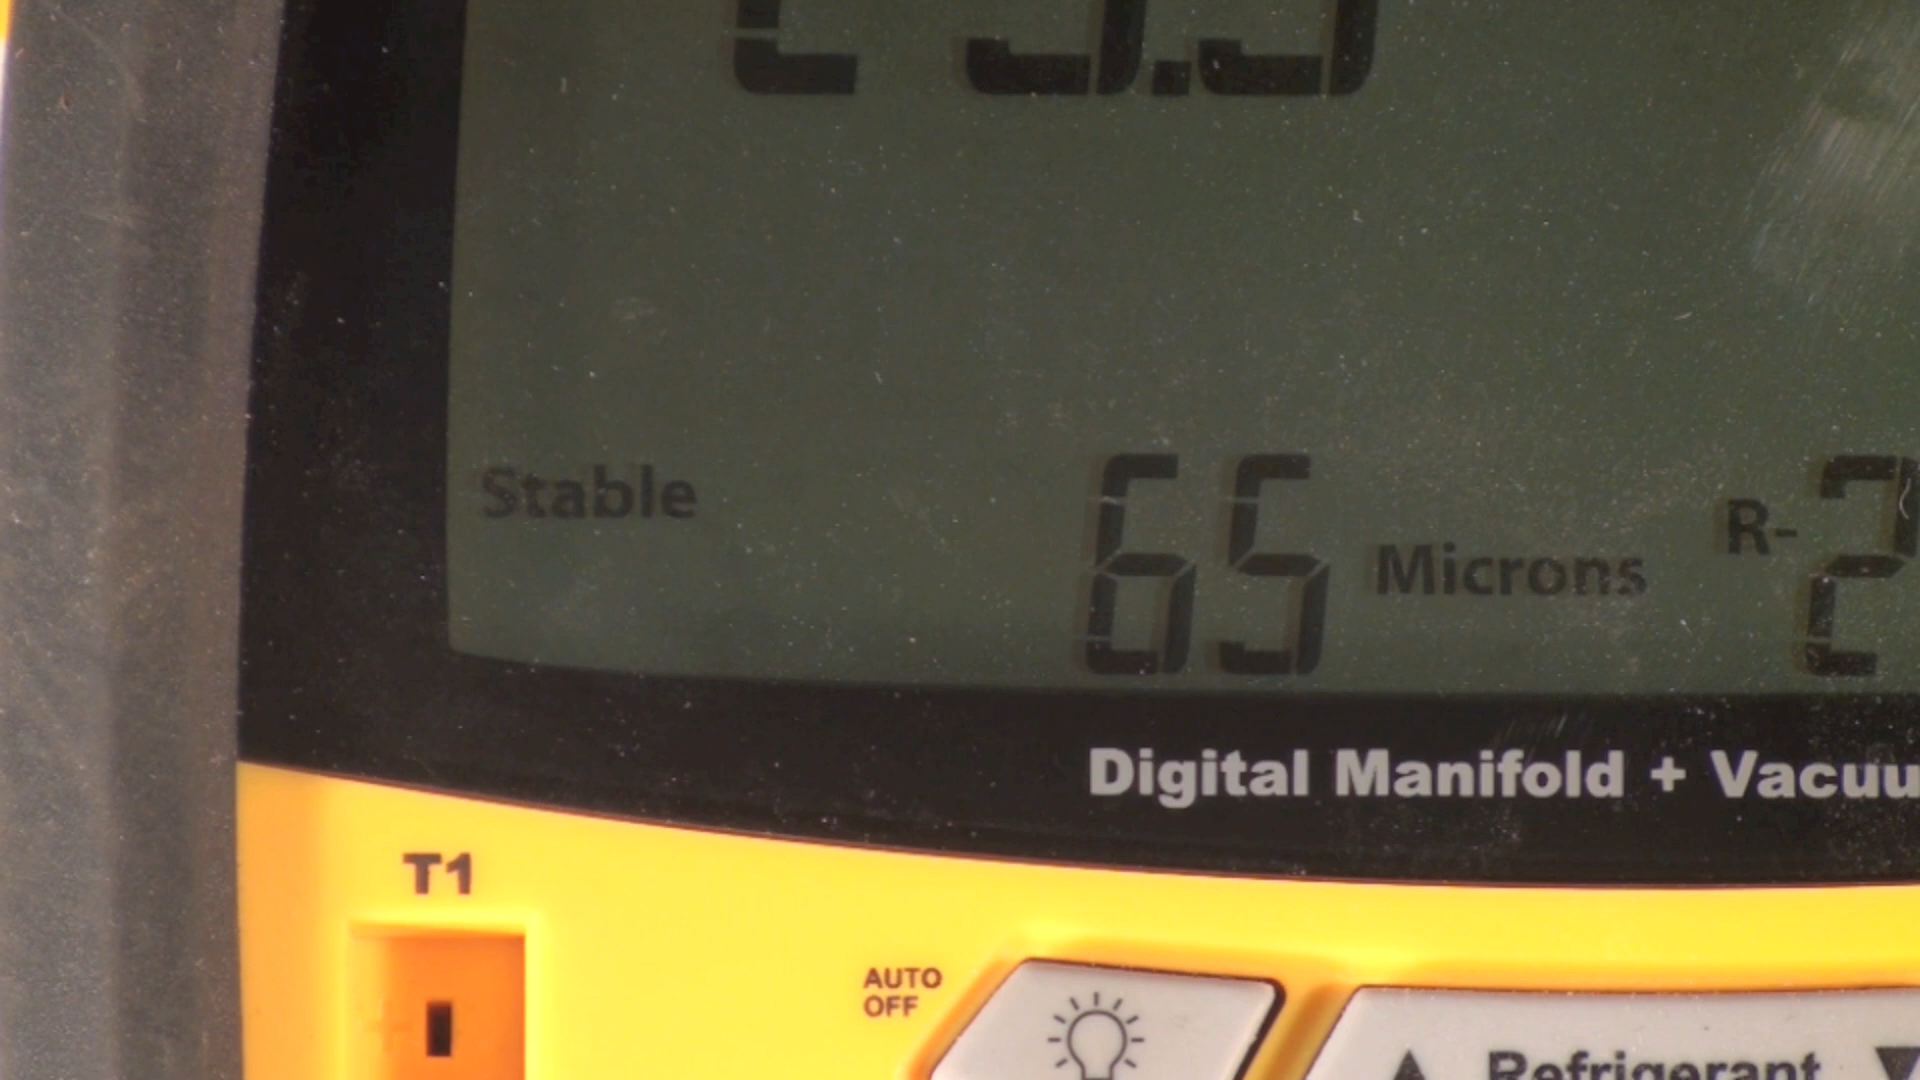 Stable 65 Microns R-2
Digital Manifold + Vacuu
T1
AUTO
OFF
▲ Refrigerant ▼